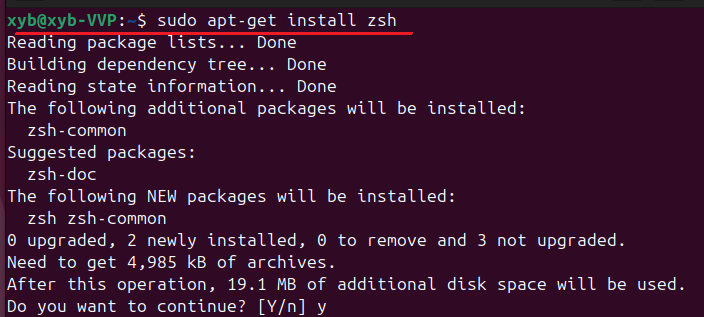 xyb@xyb-VVP:~$ sudo apt-get install zsh
Reading package lists... Done
Building dependency tree... Done
Reading state information... Done
The following additional packages will be installed:
  zsh-common
Suggested packages:
  zsh-doc
The following NEW packages will be installed:
  zsh zsh-common
0 upgraded, 2 newly installed, 0 to remove and 3 not upgraded.
Need to get 4,985 kB of archives.
After this operation, 19.1 MB of additional disk space will be used.
Do you want to continue? [Y/n] y